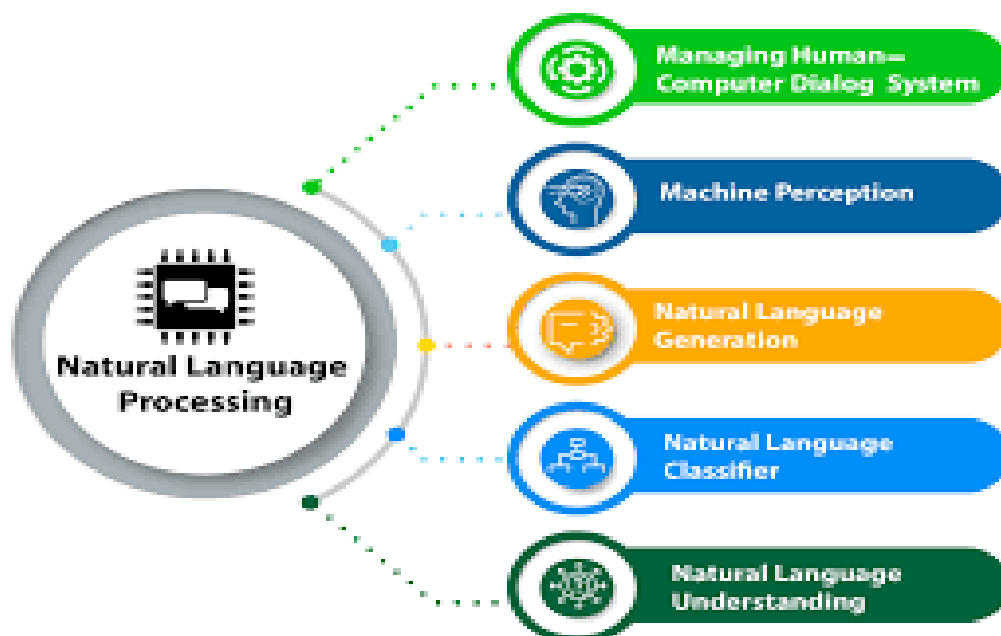 Managing Human—
Computer Dialog System
Machine Perception
Natural Language
Processing
Natural Language
Generation
Natural Language
Classifier
Natural Language
Understanding